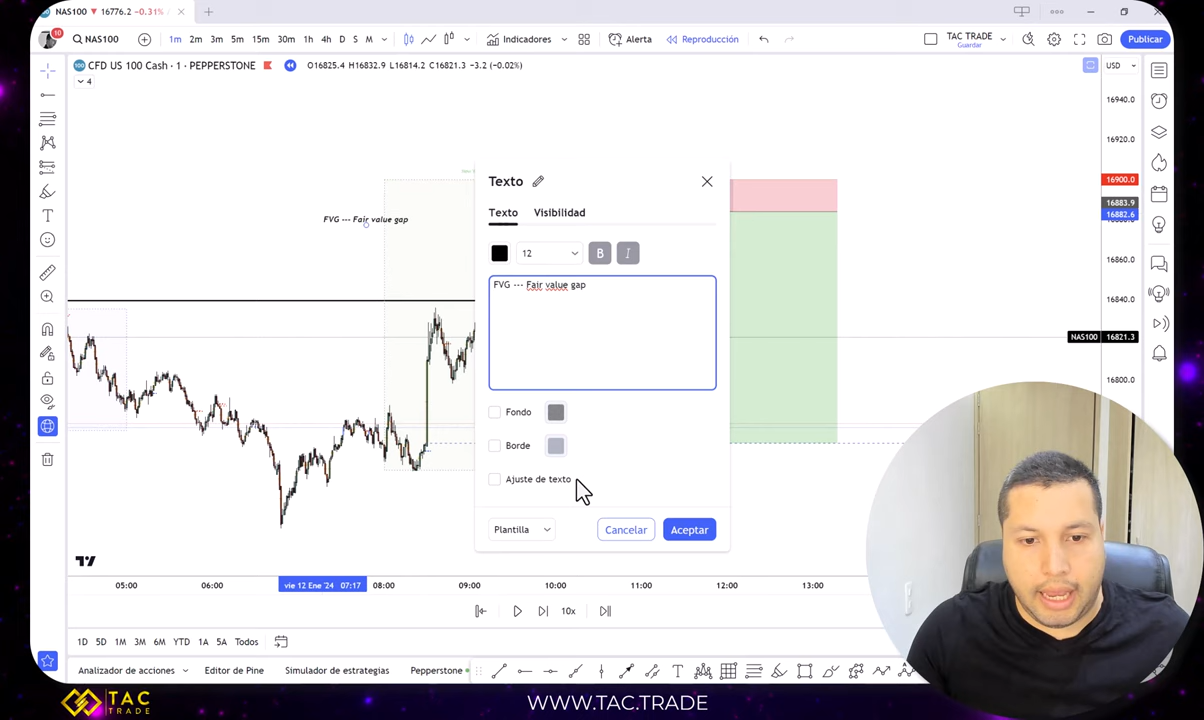 NAS100 ▼ 16776.2 −0.31%
10
NAS100
1m 2m 3m 5m 15m 30m 1h 4h D S M
Indicadores
Alerta
Reproducción
TAC TRADE
Guardar
Publicar
100 CFD US 100 Cash · 1 · PEPPERSTONE
O16825.4 H16832.9 L16814.2 C16821.3 −3.2 (−0.02%)
USD
4
16940.0
16920.0
16900.0
16883.9
16882.6
16860.0
16840.0
NAS100 16821.3
16800.0
FVG --- Fair value gap
Texto
Texto Visibilidad
12
B I
FVG --- Fair value gap
Fondo
Borde
Ajuste de texto
Plantilla
Cancelar
Aceptar
05:00 06:00 vie 12 Ene '24 07:17 08:00 09:00 10:00 11:00 12:00 13:00
10x
1D 5D 1M 3M 6M YTD 1A 5A Todos
Analizador de acciones
Editor de Pine
Simulador de estrategias
Pepperstone
TAC
TRADE
WWW.TAC.TRADE